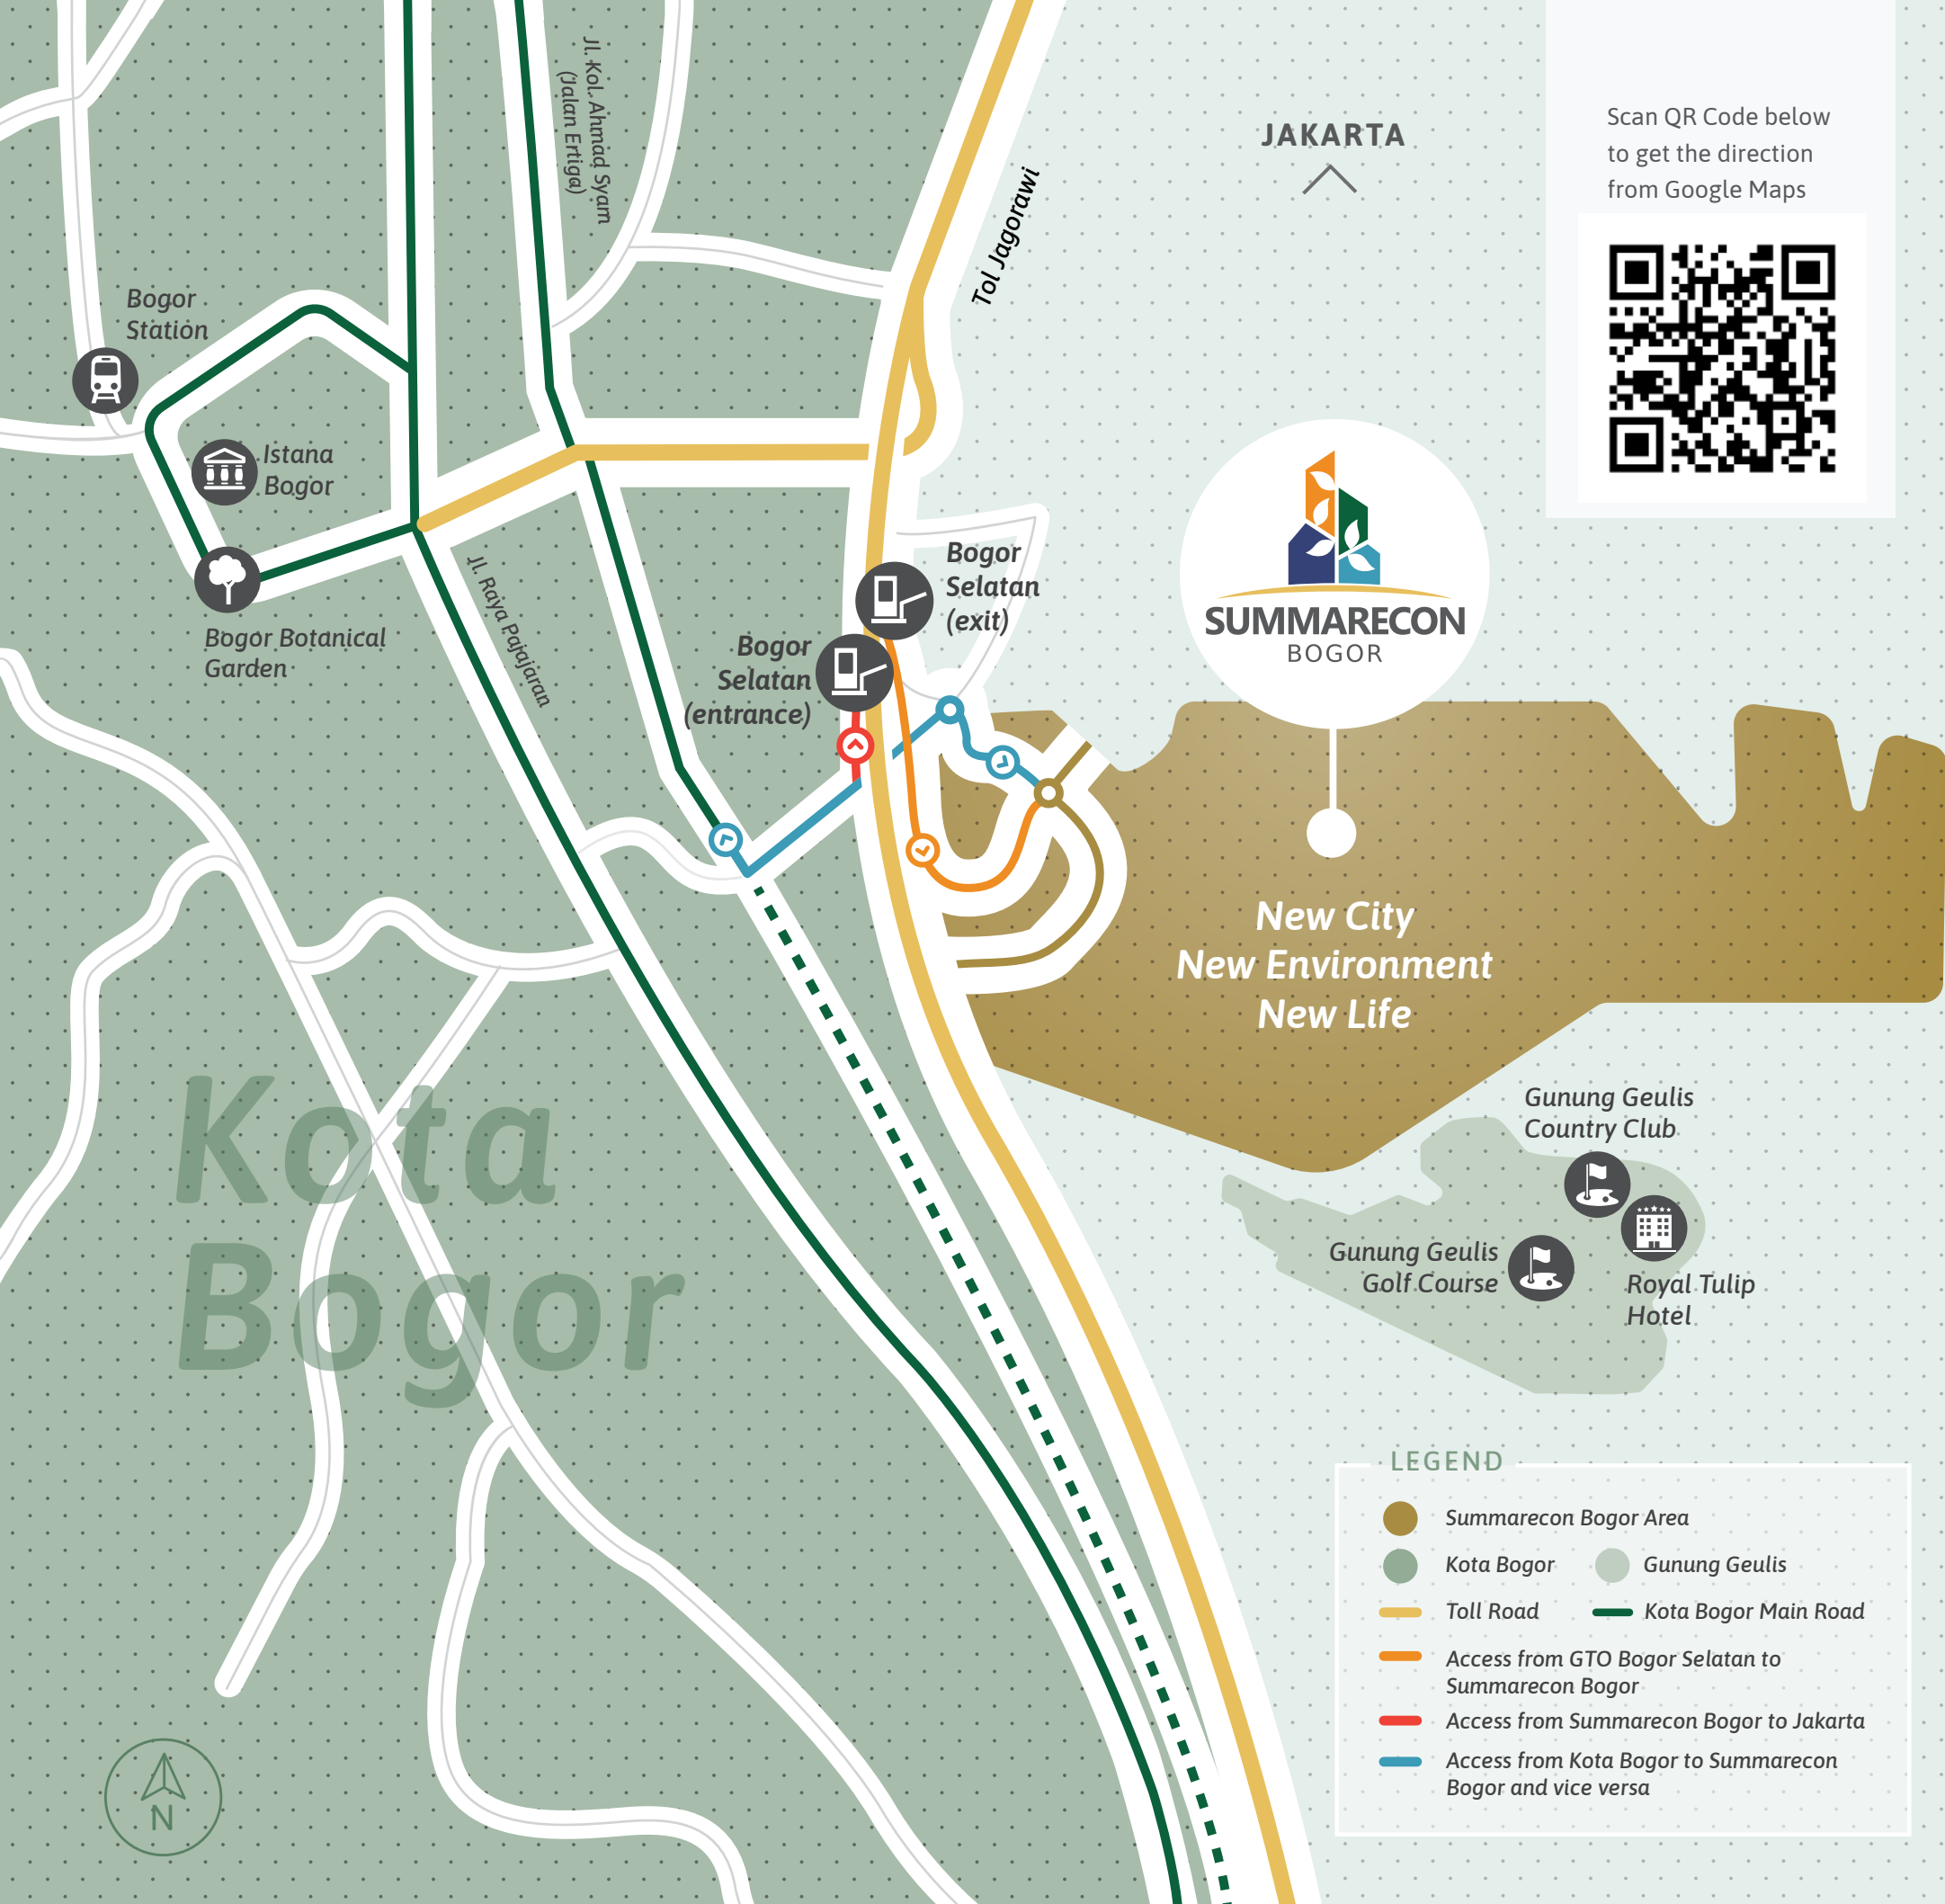 Jl. Kol. Ahmad Syam
(Jalan Ertiga)
Tol Jagorawi
JAKARTA
Scan QR Code below
to get the direction
from Google Maps
Bogor
Station
Istana
Bogor
Bogor Botanical
Garden
Jl. Raya Pajajaran
Bogor
Selatan
(exit)
Bogor
Selatan
(entrance)
SUMMARECON
BOGOR
New City
New Environment
New Life
Kota
Bogor
Gunung Geulis
Country Club
Gunung Geulis
Golf Course
Royal Tulip
Hotel
LEGEND
Summarecon Bogor Area
Kota Bogor
Gunung Geulis
Toll Road
Kota Bogor Main Road
Access from GTO Bogor Selatan to
Summarecon Bogor
Access from Summarecon Bogor to Jakarta
Access from Kota Bogor to Summarecon
Bogor and vice versa
N